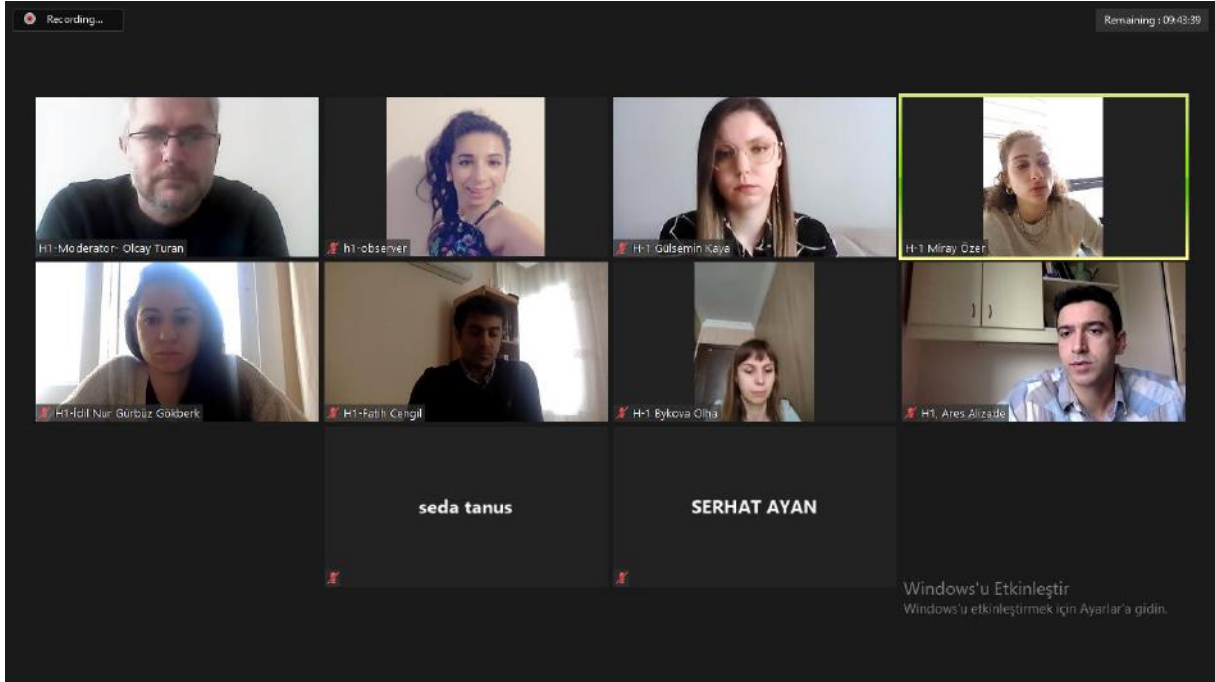 Recording...
Remaining : 09:43:39
H1-Moderator- Olcay Turan
h1-observer
H-1 Gülsemin Kaya
H-1 Miray Özer
H1-İdil Nur Gürbüz Gökberk
H1-Fatih Cengil
H-1 Bykova Olha
H1, Ares Alizade
seda tanus
SERHAT AYAN
Windows'u Etkinleştir
Windows'u etkinleştirmek için Ayarlar'a gidin.